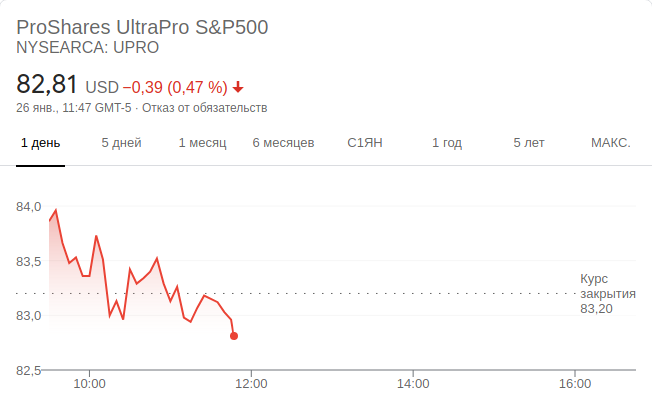 ProShares UltraPro S&P500
NYSEARCA: UPRO
82,81 USD −0,39 (0,47 %)
26 янв., 11:47 GMT-5 · Отказ от обязательств
1 день 5 дней 1 месяц 6 месяцев С1ЯН 1 год 5 лет МАКС.
84,0
83,5
Курс
закрытия
83,20
83,0
82,5
10:00 12:00 14:00 16:00